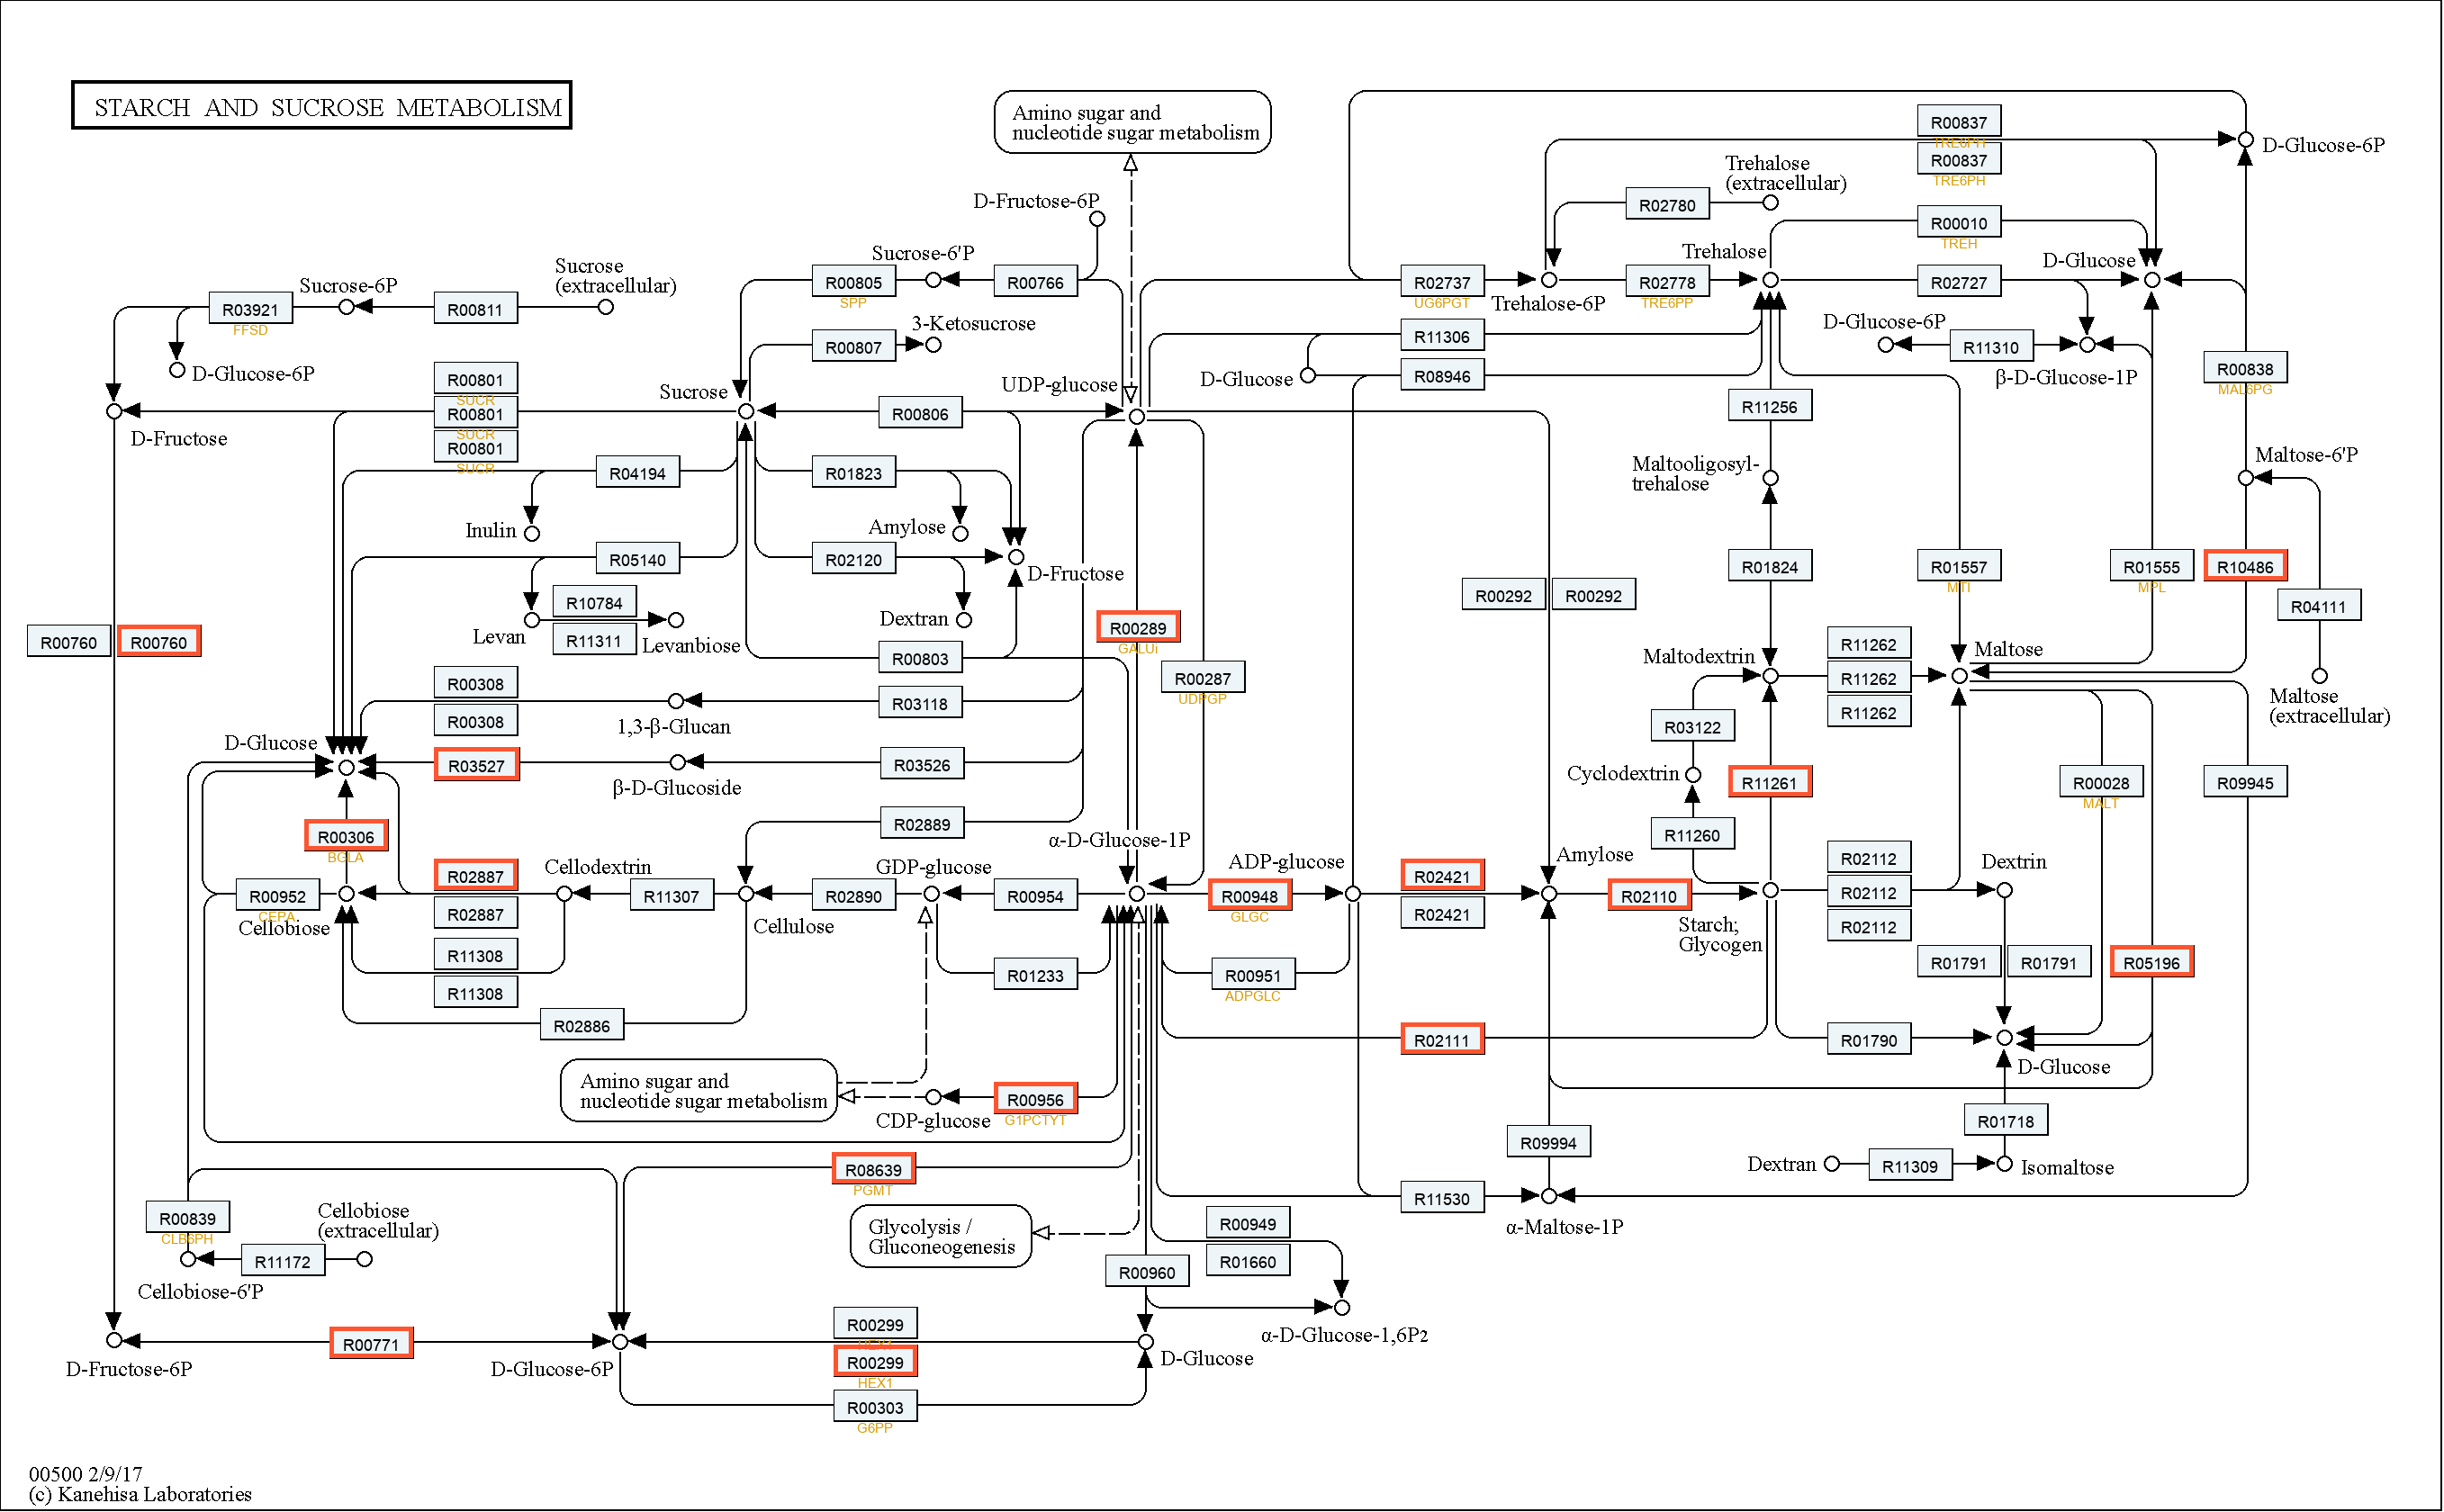 STARCH AND SUCROSE METABOLISM
Amino sugar and
nucleotide sugar metabolism
R00837
TRE6PH
R00837
TRE6PH
D-Glucose-6P
Trehalose
(extracellular)
R02780
D-Fructose-6P
R00010
TREH
Sucrose-6'P
Trehalose
D-Glucose
Sucrose
(extracellular)
R00805
SPP
R00766
R02737
UG6PGT
Trehalose-6P
R02778
TRE6PP
R02727
Sucrose-6P
R03921
FFSD
R00811
3-Ketosucrose
R00807
D-Glucose-6P
R11306
D-Glucose-6P
R11310
β-D-Glucose-1P
R00838
MAL6PG
R00801
SUCR
R00801
SUCR
R00801
SUCR
Sucrose
UDP-glucose
D-Glucose
R08946
R11256
D-Fructose
R00806
R04194
R01823
Maltooligosyl-
trehalose
Maltose-6'P
Inulin
Amylose
R05140
R02120
D-Fructose
R01824
R01557
MTI
R01555
MPL
R10486
R10784
R11311
Levan
Levanbiose
Dextran
R00292
R00292
R04111
R00760
R00760
R00289
GALUi
R00803
R00287
UDPGP
Maltodextrin
R11262
R11262
R11262
Maltose
Maltose
(extracellular)
R00308
R00308
1,3-β-Glucan
R03118
R03122
D-Glucose
R03527
β-D-Glucoside
R03526
Cyclodextrin
R11261
R00028
MALT
R09945
R00306
BGLA
R02889
R11260
α-D-Glucose-1P
Cellodextrin
GDP-glucose
ADP-glucose
Amylose
R02112
R02112
R02112
Dextrin
R00952
CEPA
Cellobiose
R02887
R02887
R11307
Cellulose
R02890
R00954
R00948
GLGC
R02421
R02421
R02110
Starch;
Glycogen
R11308
R11308
R01233
R00951
ADPGLC
R01791
R01791
R05196
R02886
R02111
R01790
D-Glucose
Amino sugar and
nucleotide sugar metabolism
CDP-glucose
R00956
G1PCTYT
R01718
R09994
R08639
PGMT
Dextran
R11309
Isomaltose
R11530
α-Maltose-1P
R00839
CLB6PH
Cellobiose
(extracellular)
R11172
Cellobiose-6'P
Glycolysis /
Gluconeogenesis
R00949
R01660
R00960
α-D-Glucose-1,6P2
D-Fructose-6P
R00771
D-Glucose-6P
R00299
HEX1
R00299
HEX1
R00303
G6PP
D-Glucose
00500 2/9/17
(c) Kanehisa Laboratories